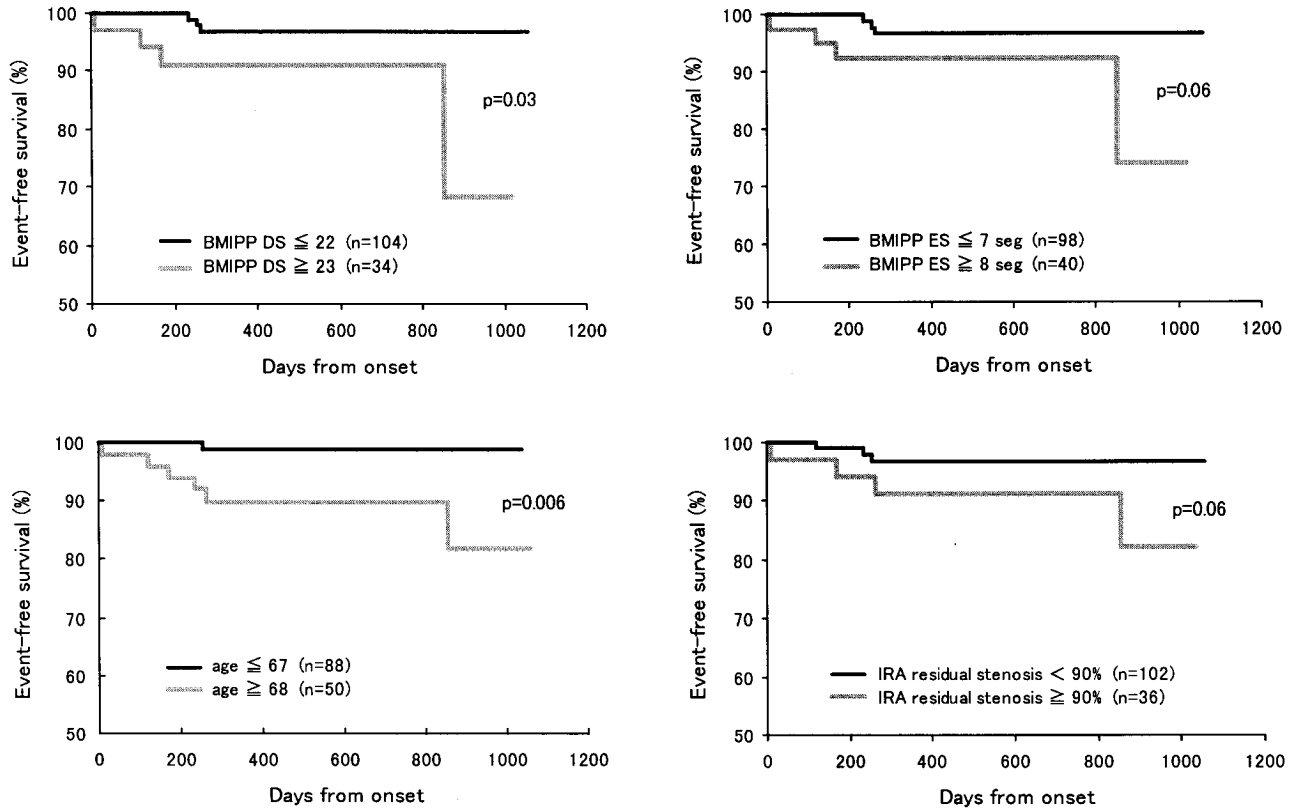 100
90
80
70
60
50
Event-free survival (%)
p=0.03
BMIPP DS ≦ 22 (n=104)
BMIPP DS ≧ 23 (n=34)
0 200 400 600 800 1000 1200
Days from onset
100
90
80
70
60
50
Event-free survival (%)
p=0.06
BMIPP ES ≦ 7 seg (n=98)
BMIPP ES ≧ 8 seg (n=40)
0 200 400 600 800 1000 1200
Days from onset
100
90
80
70
60
50
Event-free survival (%)
p=0.006
age ≦ 67 (n=88)
age ≧ 68 (n=50)
0 200 400 600 800 1000 1200
Days from onset
100
90
80
70
60
50
Event-free survival (%)
p=0.06
IRA residual stenosis < 90% (n=102)
IRA residual stenosis ≧ 90% (n=36)
0 200 400 600 800 1000 1200
Days from onset